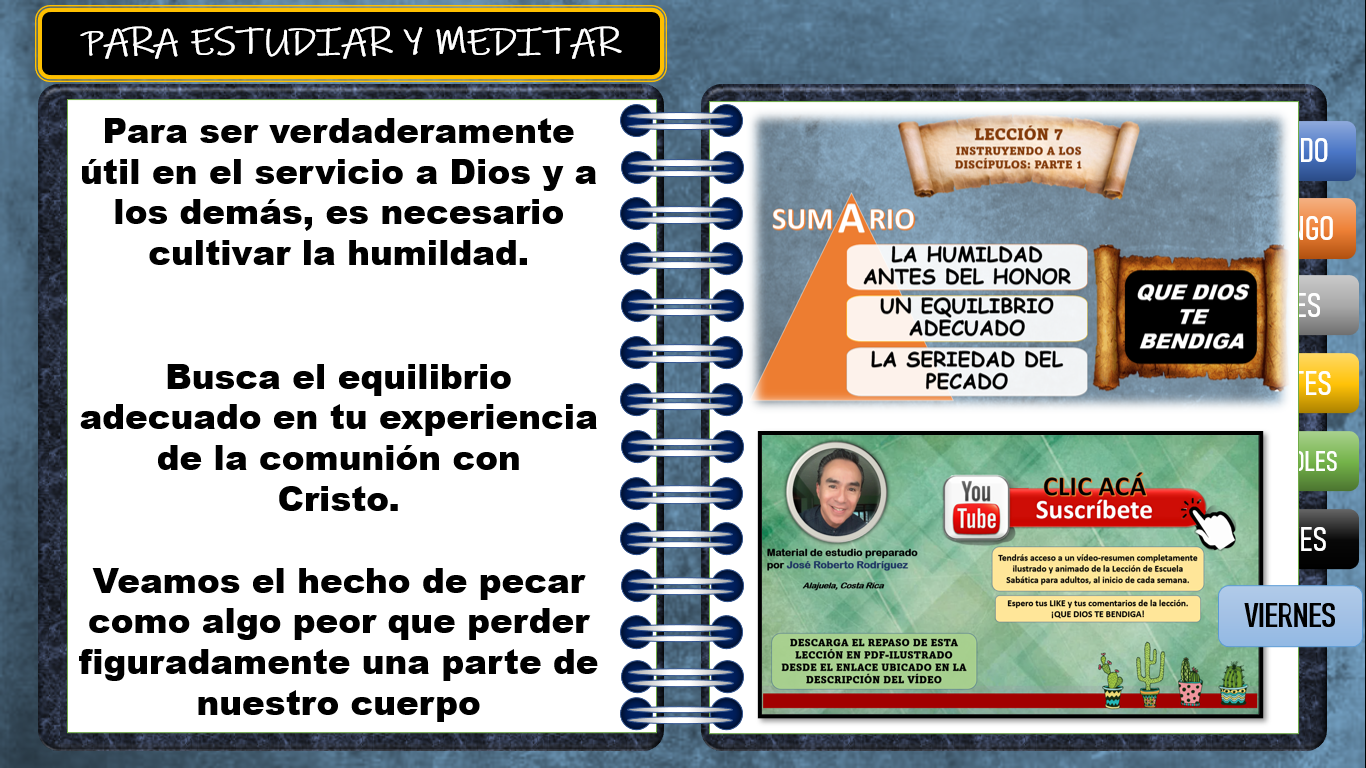 PARA ESTUDIAR Y MEDITAR
Para ser verdaderamente
útil en el servicio a Dios y a
los demás, es necesario
cultivar la humildad.
Busca el equilibrio
adecuado en tu experiencia
de la comunión con
Cristo.
Veamos el hecho de pecar
como algo peor que perder
figuradamente una parte de
nuestro cuerpo
LECCIÓN 7
INSTRUYENDO A LOS
DISCÍPULOS: PARTE 1
SUMARIO
LA HUMILDAD
ANTES DEL HONOR
UN EQUILIBRIO
ADECUADO
LA SERIEDAD DEL
PECADO
QUE DIOS
TE
BENDIGA
Material de estudio preparado
por José Roberto Rodríguez
Alajuela, Costa Rica
You
Tube
CLIC ACÁ
Suscríbete
Tendrás acceso a un vídeo-resumen completamente
ilustrado y animado de la Lección de Escuela
Sabática para adultos, al inicio de cada semana.
Espero tus LIKE y tus comentarios de la lección.
¡QUE DIOS TE BENDIGA!
DESCARGA EL REPASO DE ESTA
LECCIÓN EN PDF-ILUSTRADO
DESDE EL ENLACE UBICADO EN LA
DESCRIPCIÓN DEL VÍDEO
DO
NGO
ES
TES
OLES
ES
VIERNES